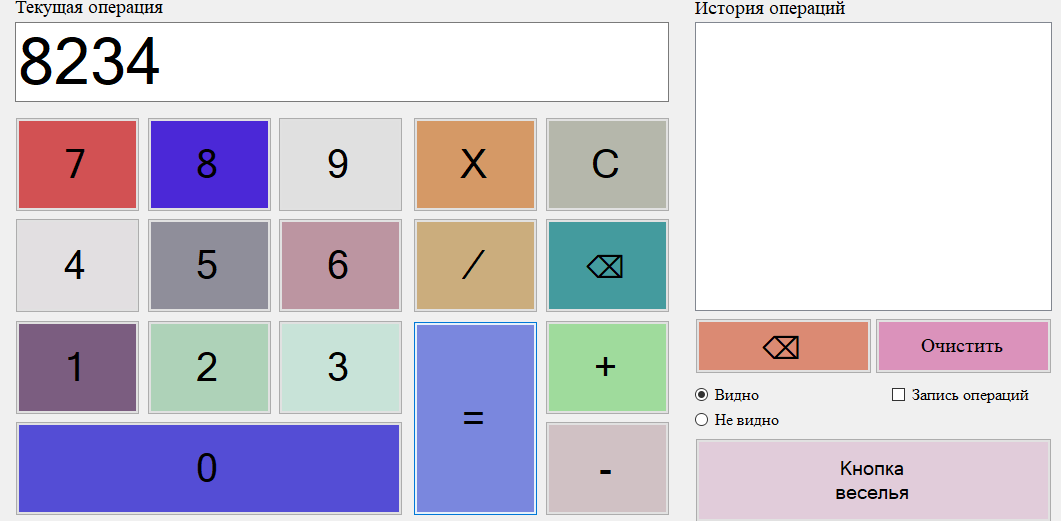 Текущая операция
История операций
8234
7 8 9 X C
4 5 6 / ⌫
1 2 3 = +
0 -
⌫ Очистить
Видно
Запись операций
Не видно
Кнопка
веселья